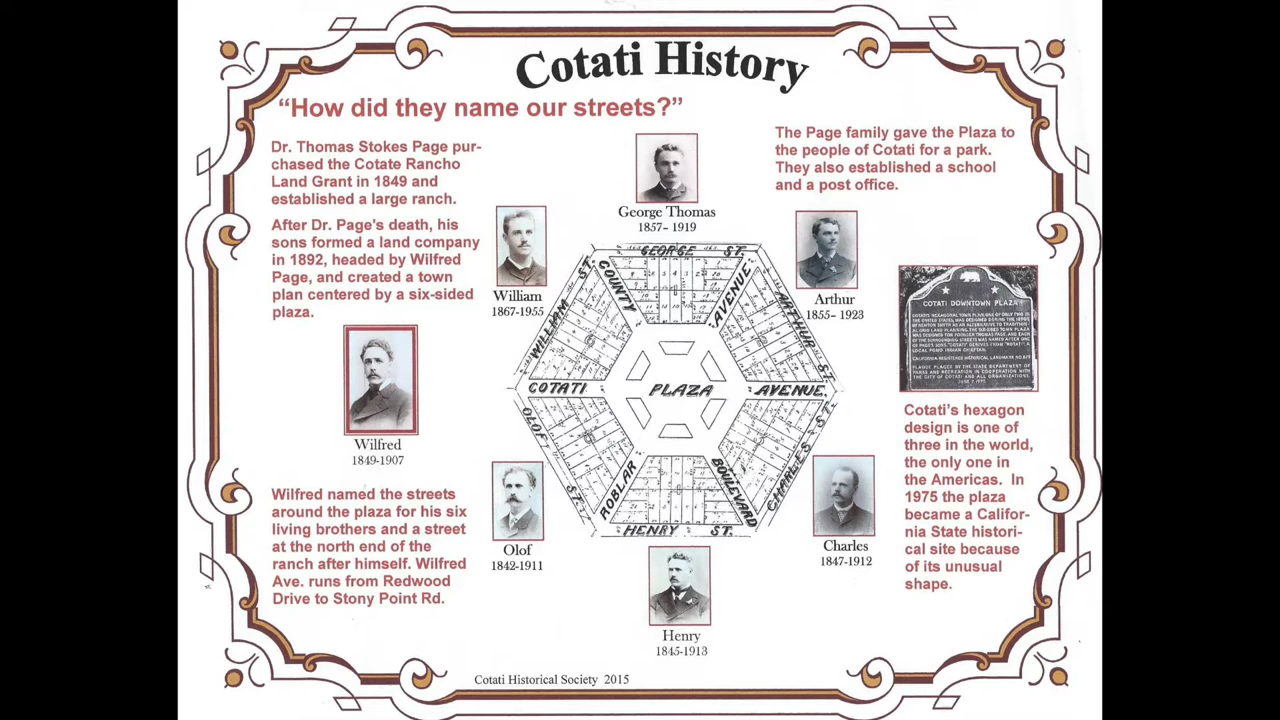 Cotati History
“How did they name our streets?”
Dr. Thomas Stokes Page pur-
chased the Cotate Rancho
Land Grant in 1849 and
established a large ranch.
After Dr. Page's death, his
sons formed a land company
in 1892, headed by Wilfred
Page, and created a town
plan centered by a six-sided
plaza.
The Page family gave the Plaza to
the people of Cotati for a park.
They also established a school
and a post office.
George Thomas
1857– 1919
William
1867-1955
Arthur
1855– 1923
Wilfred
1849-1907
GEORGE ST.
WILLIAM ST.
COUNTY
AVENUE
ARTHUR ST.
COTATI
PLAZA
AVENUE
OLOF ST.
ROBLAR
BOULEVARD
CHARLES ST.
HENRY ST.
COTATI DOWNTOWN PLAZA
Cotati’s hexagon
design is one of
three in the world,
the only one in
the Americas. In
1975 the plaza
became a Califor-
nia State histori-
cal site because
of its unusual
shape.
Wilfred named the streets
around the plaza for his six
living brothers and a street
at the north end of the
ranch after himself. Wilfred
Ave. runs from Redwood
Drive to Stony Point Rd.
Olof
1842-1911
Charles
1847-1912
Henry
1845-1913
Cotati Historical Society 2015